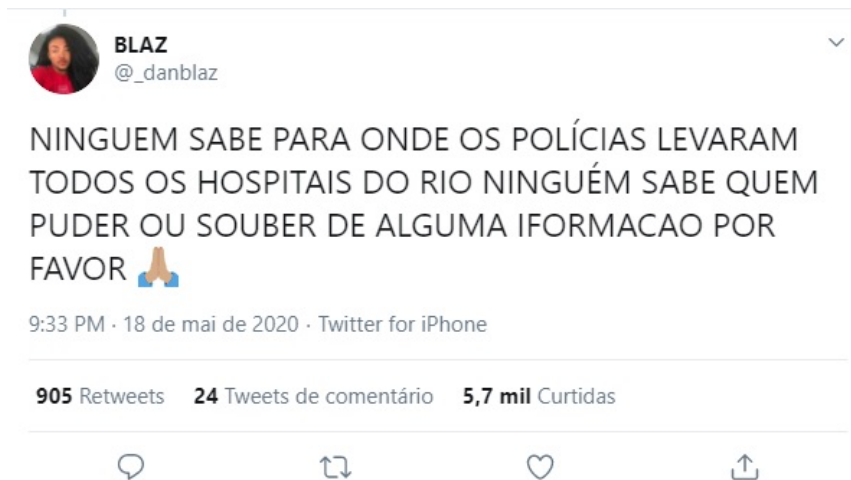 BLAZ
@_danblaz
NINGUEM SABE PARA ONDE OS POLÍCIAS LEVARAM
TODOS OS HOSPITAIS DO RIO NINGUÉM SABE QUEM
PUDER OU SOUBER DE ALGUMA IFORMACAO POR
FAVOR 🙏🏽
9:33 PM · 18 de mai de 2020 · Twitter for iPhone
905 Retweets 24 Tweets de comentário 5,7 mil Curtidas